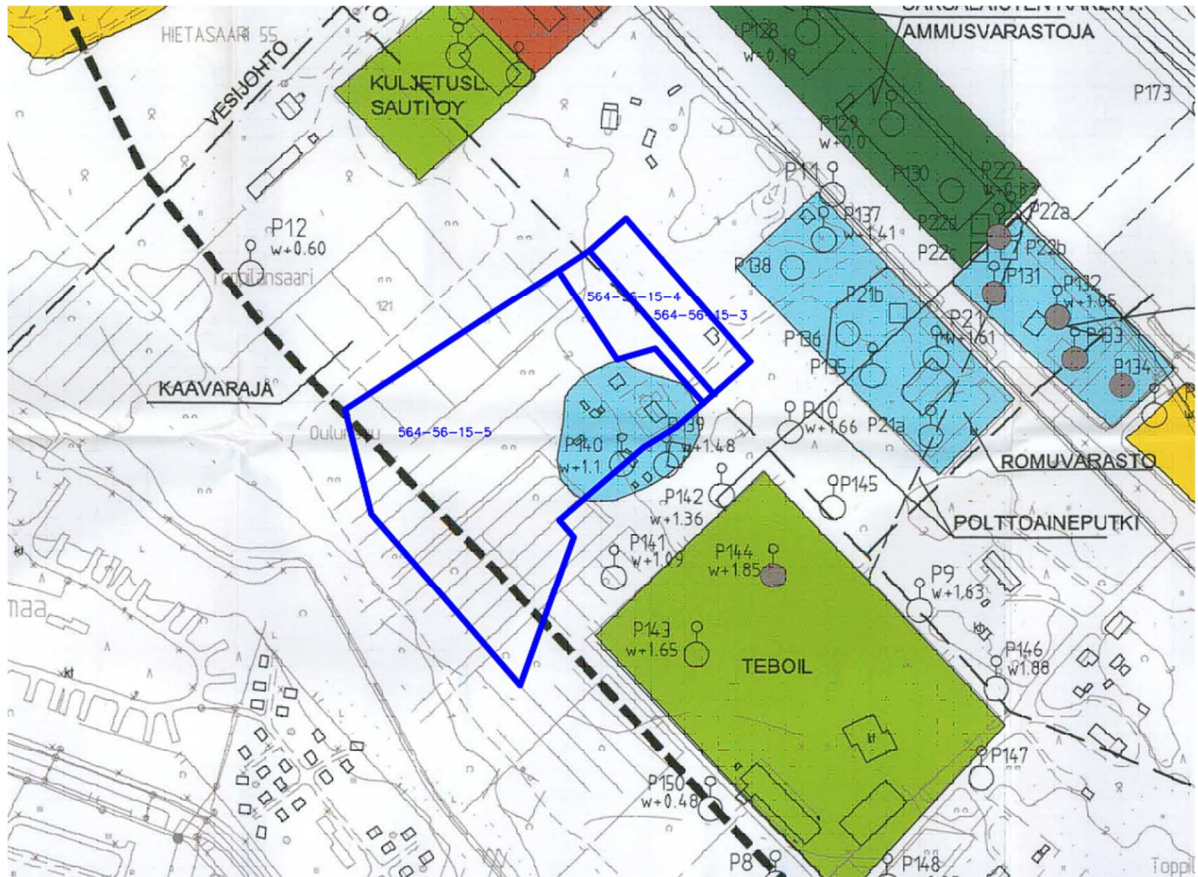 HIETASAARI 55
VESIJOHTO
KULJETUSL.
SAUTI OY
AMMUSVARASTOJA
P128
w-0.19
P129
w+0.0
P130
P173
P11
P137
w+1.41
P138
P22
P22d
P22c
P22a
P22b
P131
P132
w+1.05
P133
P134
P12
w+0.60
Toppilansaari
121
564-56-15-4
564-56-15-3
P21b
P136
P135
P21
w+1.61
P21a
KAAVARAJA
564-56-15-5
P10
w+1.66
P139
w+1.48
P140
w+1.1
ROMUVARASTO
P142
w+1.36
P145
POLTTOAINEPUTKI
P141
w+1.09
P144
w+1.85
P9
w+1.63
maa
P143
w+1.65
TEBOIL
P146
w1.88
P147
P150
w+0.48
P8
P148